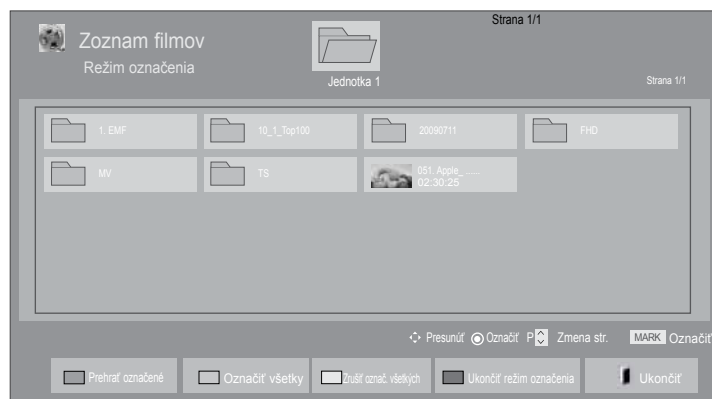 Strana 1/1
Zoznam filmov
Režim označenia
Jednotka 1
Strana 1/1
1. EMF
10_1_Top100
20090711
FHD
MV
TS
051. Apple_ ......
02:30:25
Presunúť Označiť P Zmena str. MARK Označiť
Prehrať označené Označiť všetky Zrušiť označ. všetkých Ukončiť režim označenia Ukončiť